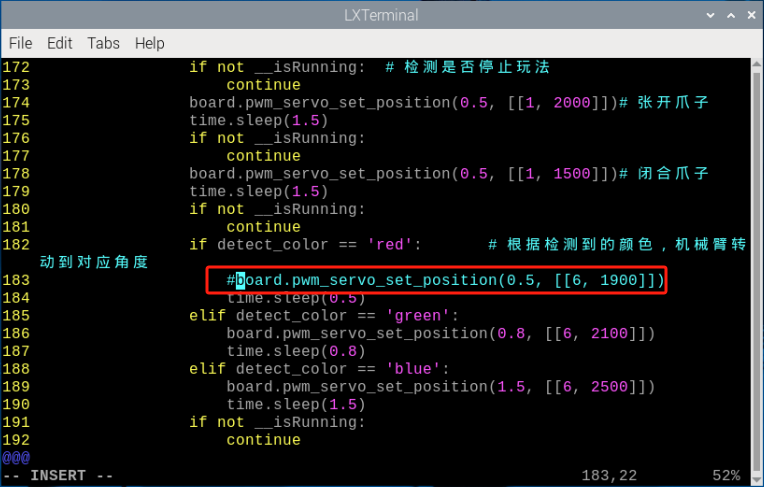 LXTerminal
File Edit Tabs Help
172 if not __isRunning: # 检测是否停止玩法
173 continue
174 board.pwm_servo_set_position(0.5, [[1, 2000]])# 张开爪子
175 time.sleep(1.5)
176 if not __isRunning:
177 continue
178 board.pwm_servo_set_position(0.5, [[1, 1500]])# 闭合爪子
179 time.sleep(1.5)
180 if not __isRunning:
181 continue
182 if detect_color == 'red': # 根据检测到的颜色，机械臂转
动到对应角度
183 #board.pwm_servo_set_position(0.5, [[6, 1900]])
184 time.sleep(0.5)
185 elif detect_color == 'green':
186 board.pwm_servo_set_position(0.8, [[6, 2100]])
187 time.sleep(0.8)
188 elif detect_color == 'blue':
189 board.pwm_servo_set_position(1.5, [[6, 2500]])
190 time.sleep(1.5)
191 if not __isRunning:
192 continue
@@@
-- INSERT -- 183,22 52%